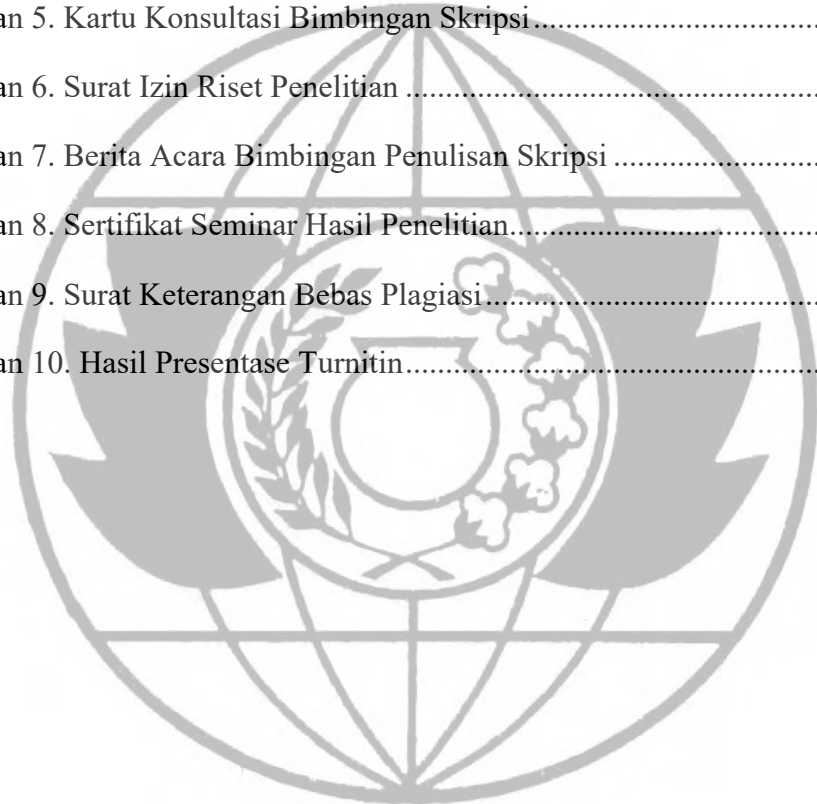 an 5. Kartu Konsultasi Bimbingan Skripsi....................................
an 6. Surat Izin Riset Penelitian ....................................................
an 7. Berita Acara Bimbingan Penulisan Skripsi ..........................
an 8. Sertifikat Seminar Hasil Penelitian.......................................
an 9. Surat Keterangan Bebas Plagiasi..........................................
an 10. Hasil Presentase Turnitin....................................................